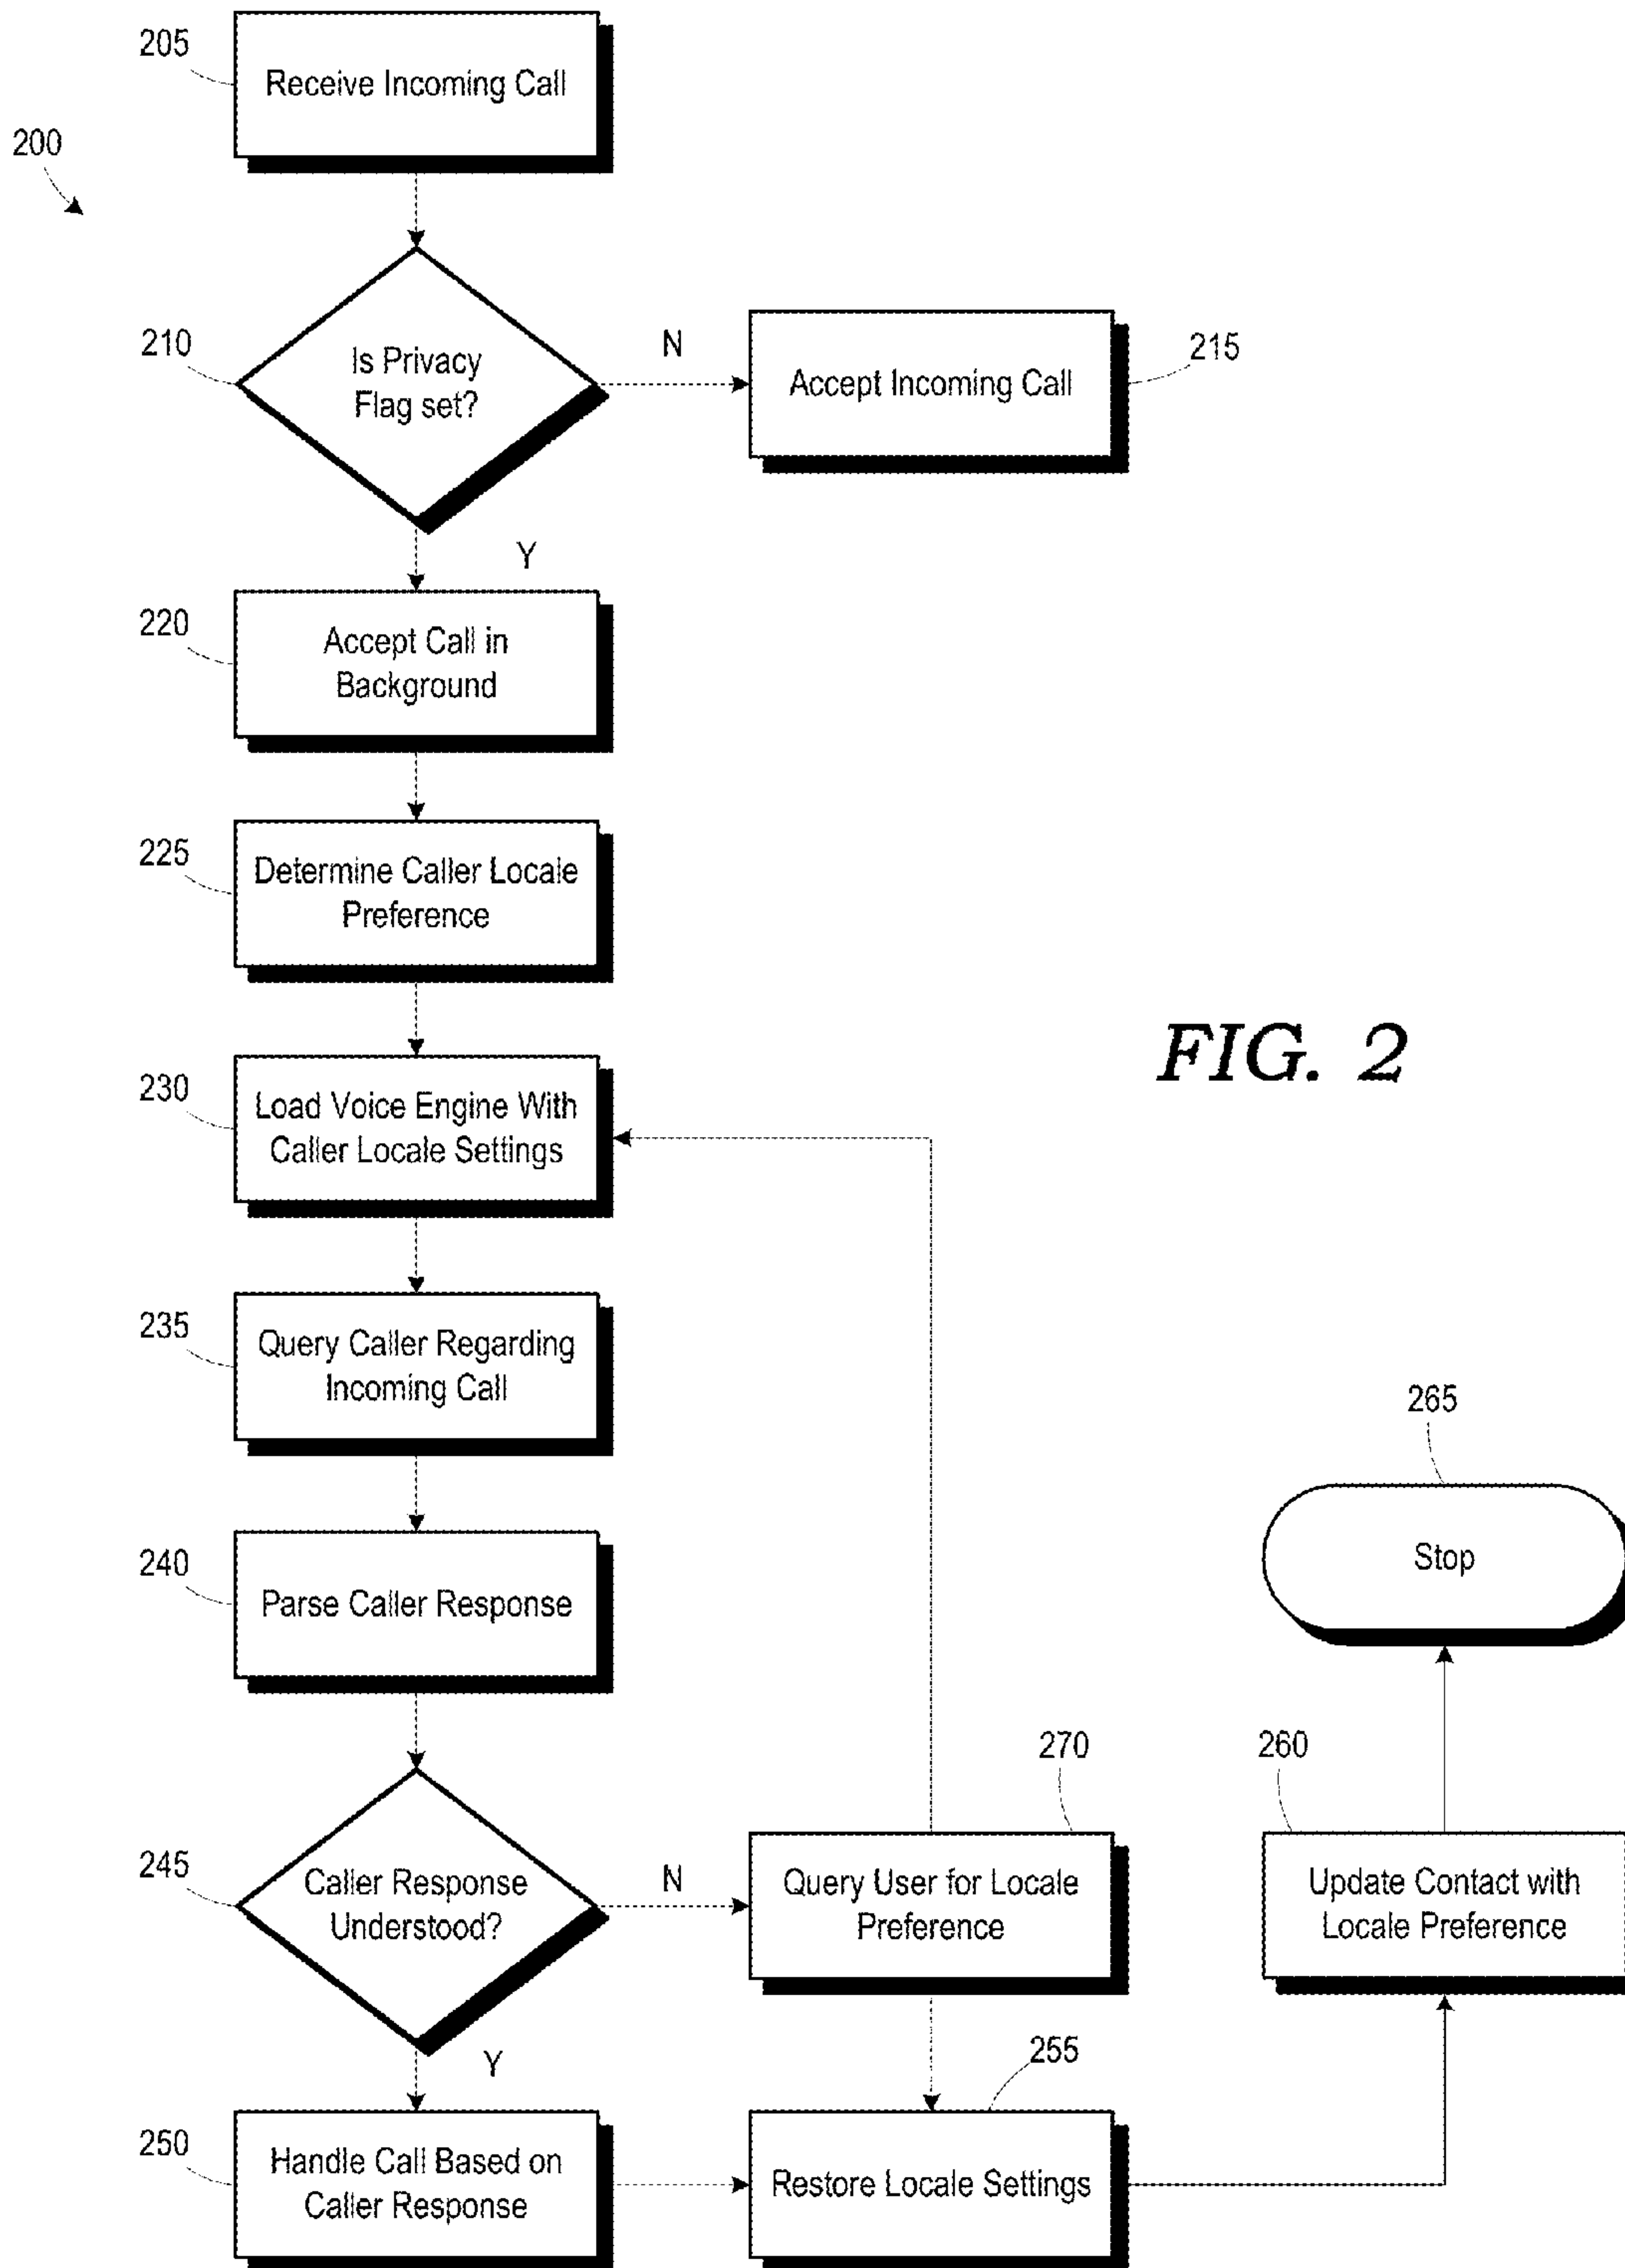 205
Receive Incoming Call
200
210
Is Privacy
Flag set?
N
Accept Incoming Call
215
Y
220
Accept Call in
Background
225
Determine Caller Locale
Preference
230
Load Voice Engine With
Caller Locale Settings
FIG. 2
235
Query Caller Regarding
Incoming Call
240
Parse Caller Response
265
Stop
245
Caller Response
Understood?
N
270
Query User for Locale
Preference
260
Update Contact with
Locale Preference
Y
250
Handle Call Based on
Caller Response
255
Restore Locale Settings